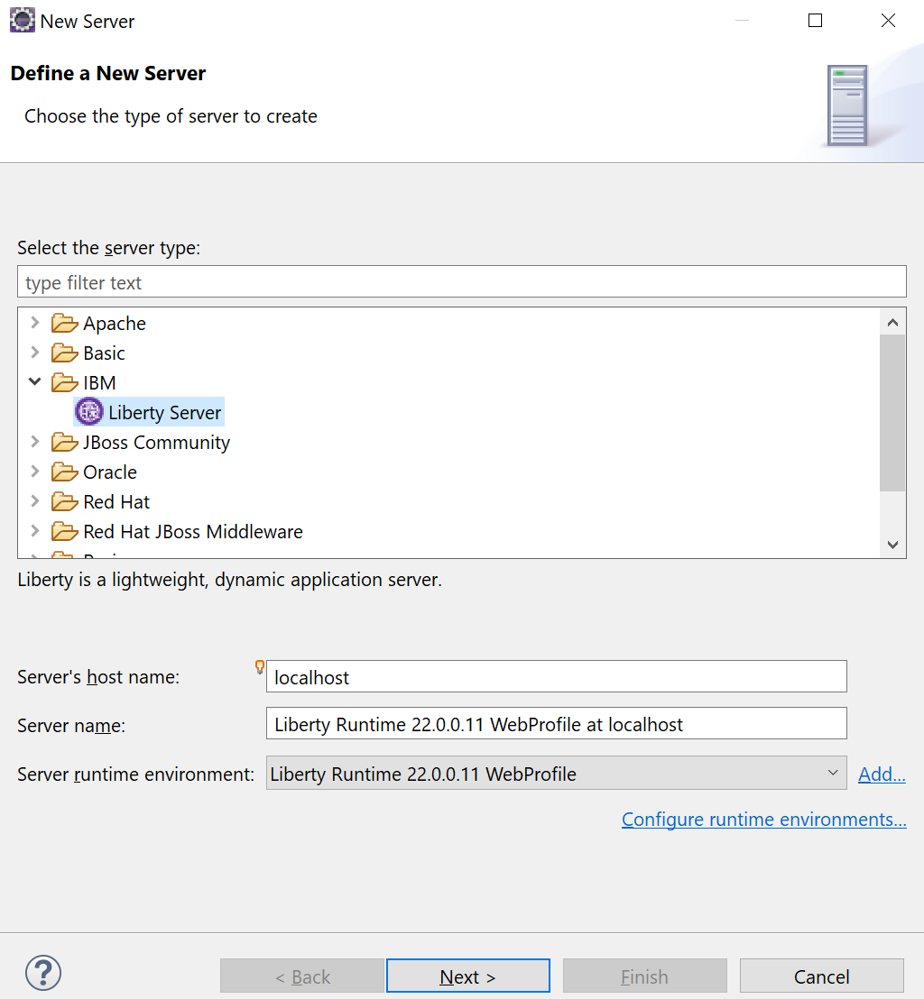 New Server
Define a New Server
Choose the type of server to create
Select the server type:
type filter text
Apache
Basic
IBM
Liberty Server
JBoss Community
Oracle
Red Hat
Red Hat JBoss Middleware
Liberty is a lightweight, dynamic application server.
Server's host name: localhost
Server name: Liberty Runtime 22.0.0.11 WebProfile at localhost
Server runtime environment: Liberty Runtime 22.0.0.11 WebProfile Add...
Configure runtime environments...
? < Back Next > Finish Cancel